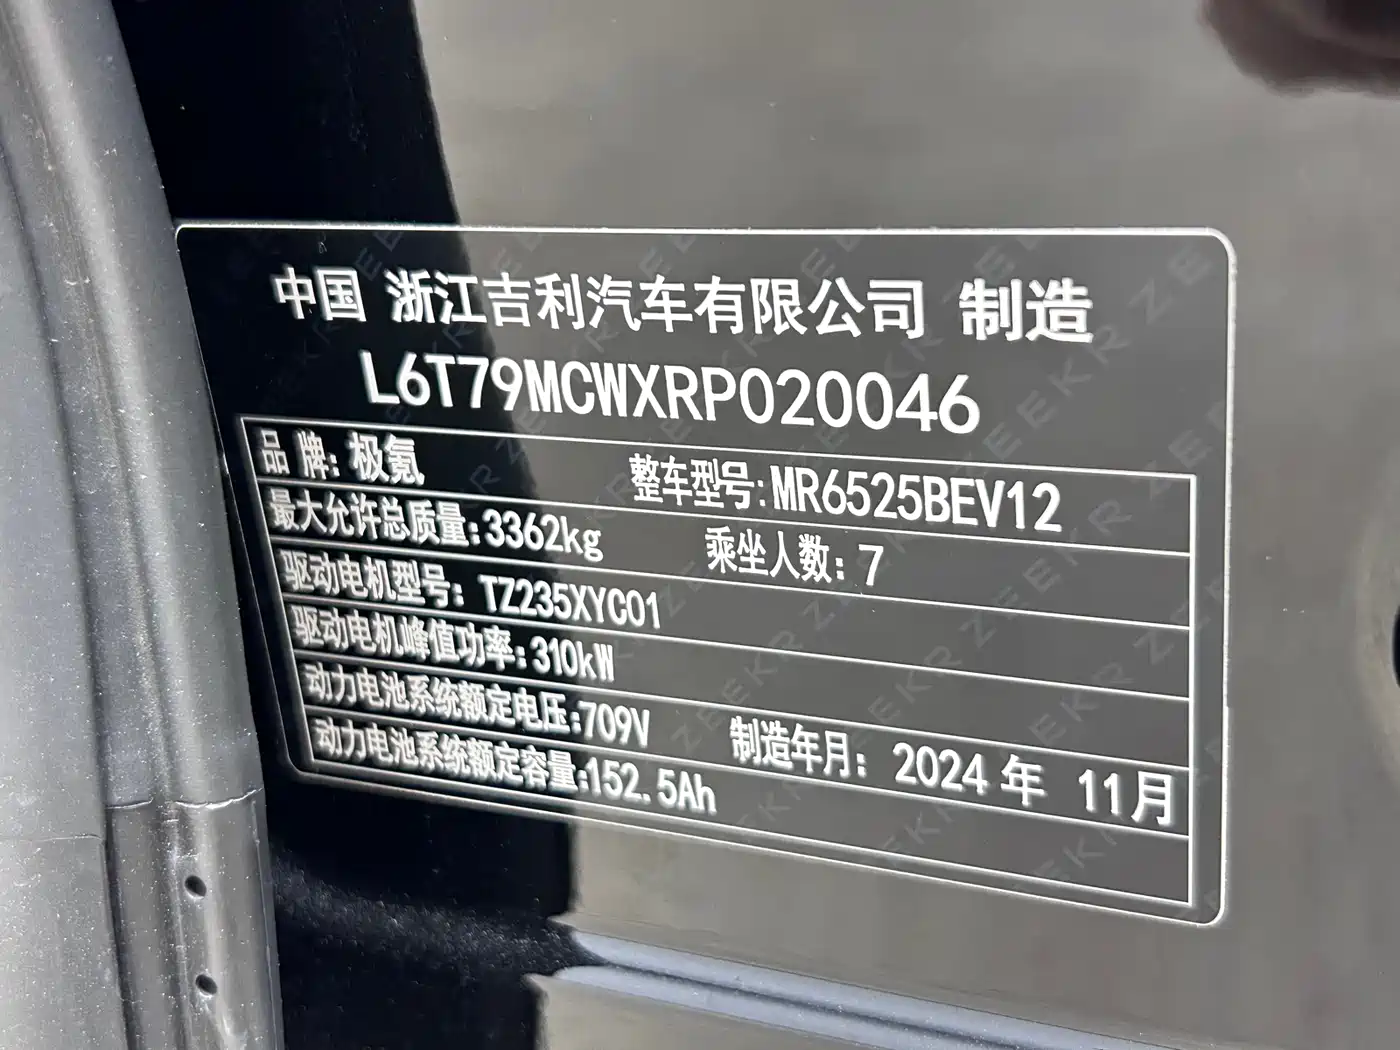 中国 浙江吉利汽车有限公司 制造
L6T79MCWXRP020046
品 牌: 极氪 整车型号: MR6525BEV12
最大允许总质量: 3362kg 乘坐人数: 7
驱动电机型号: TZ235XYC01
驱动电机峰值功率: 310kW
动力电池系统额定电压: 709V 制造年月: 2024 年 11月
动力电池系统额定容量: 152.5Ah
ZEEKR